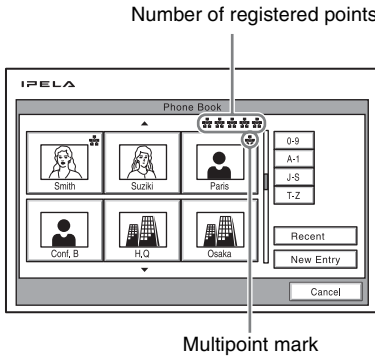 Number of registered points
IPELA
Phone Book
Smith
Suziki
Paris
0-9
A-1
J-S
T-Z
Conf, B
H,Q
Osaka
Recent
New Entry
Cancel
Multipoint mark